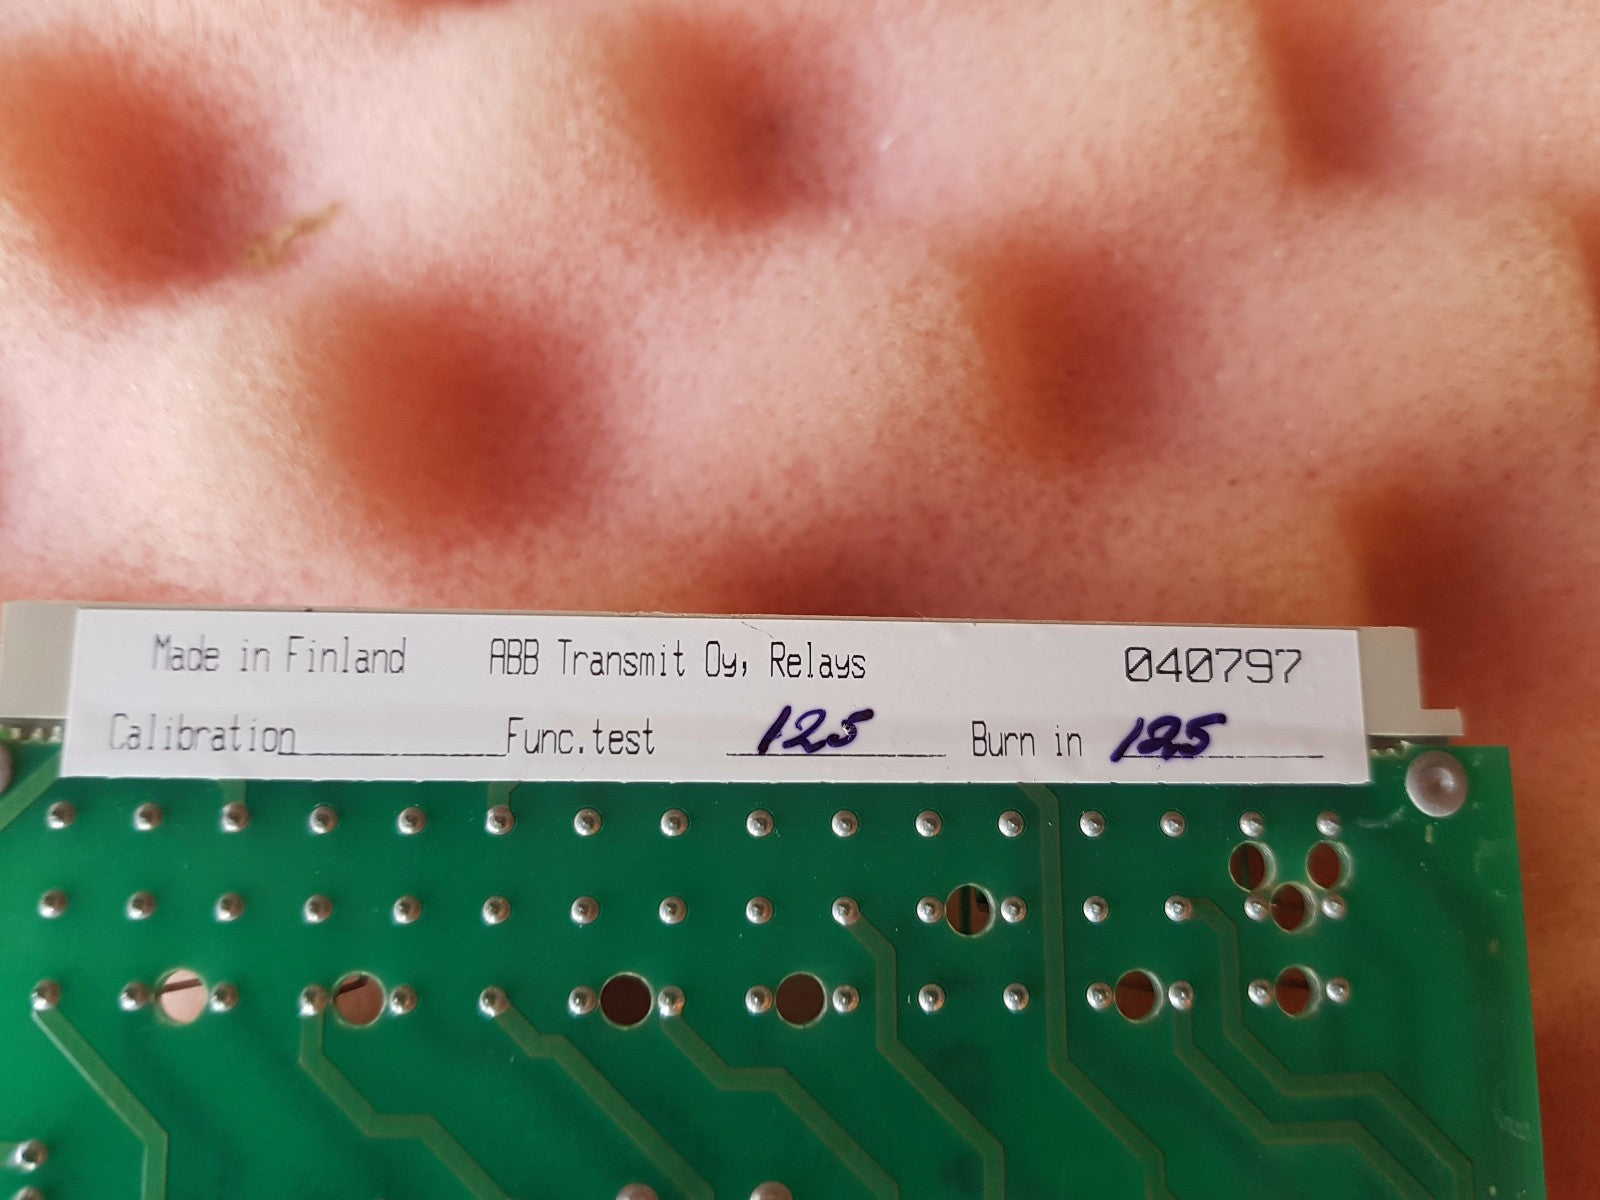 Made in Finland ABB Transmit Oy, Relays 040797
Calibration Func.test 125 Burn in 125